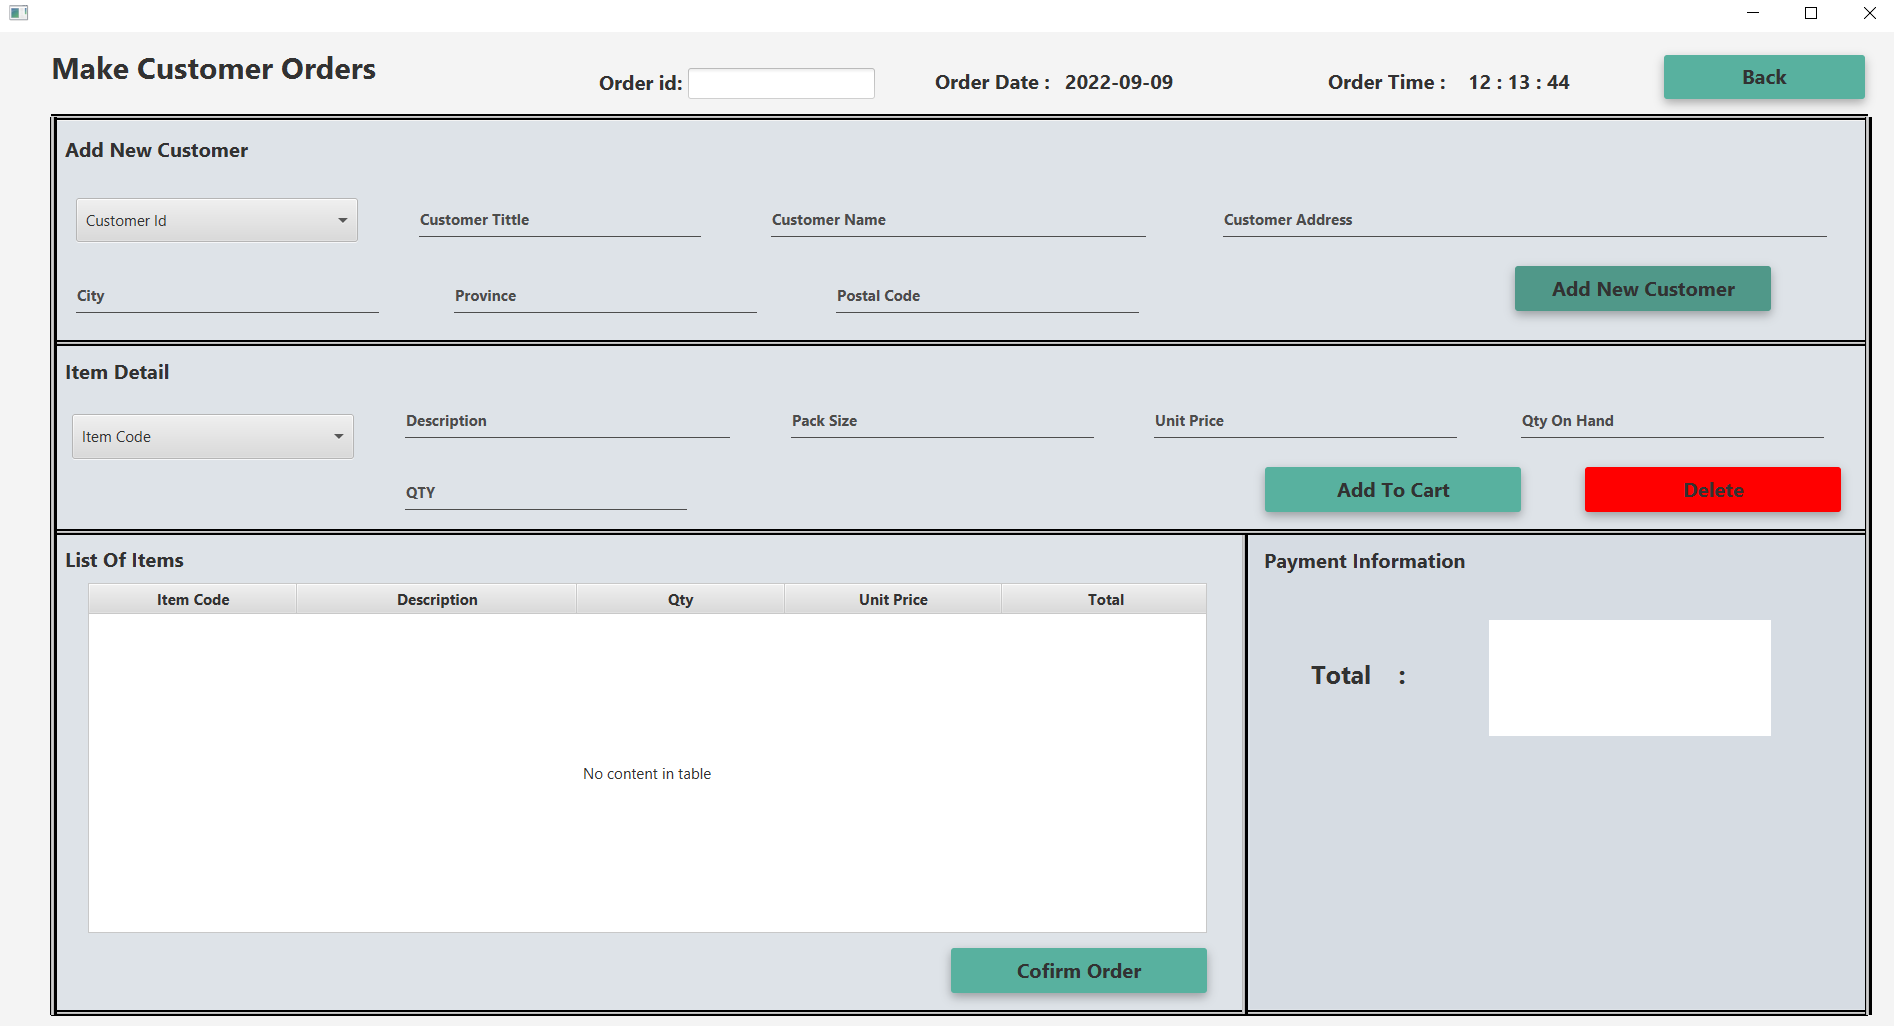 Make Customer Orders
Order id:
Order Date : 2022-09-09
Order Time : 12 : 13 : 44
Back
Add New Customer
Customer Id
Customer Tittle
Customer Name
Customer Address
City
Province
Postal Code
Add New Customer
Item Detail
Item Code
Description
Pack Size
Unit Price
Qty On Hand
QTY
Add To Cart
Delete
List Of Items
Item Code Description Qty Unit Price Total
No content in table
Cofirm Order
Payment Information
Total :